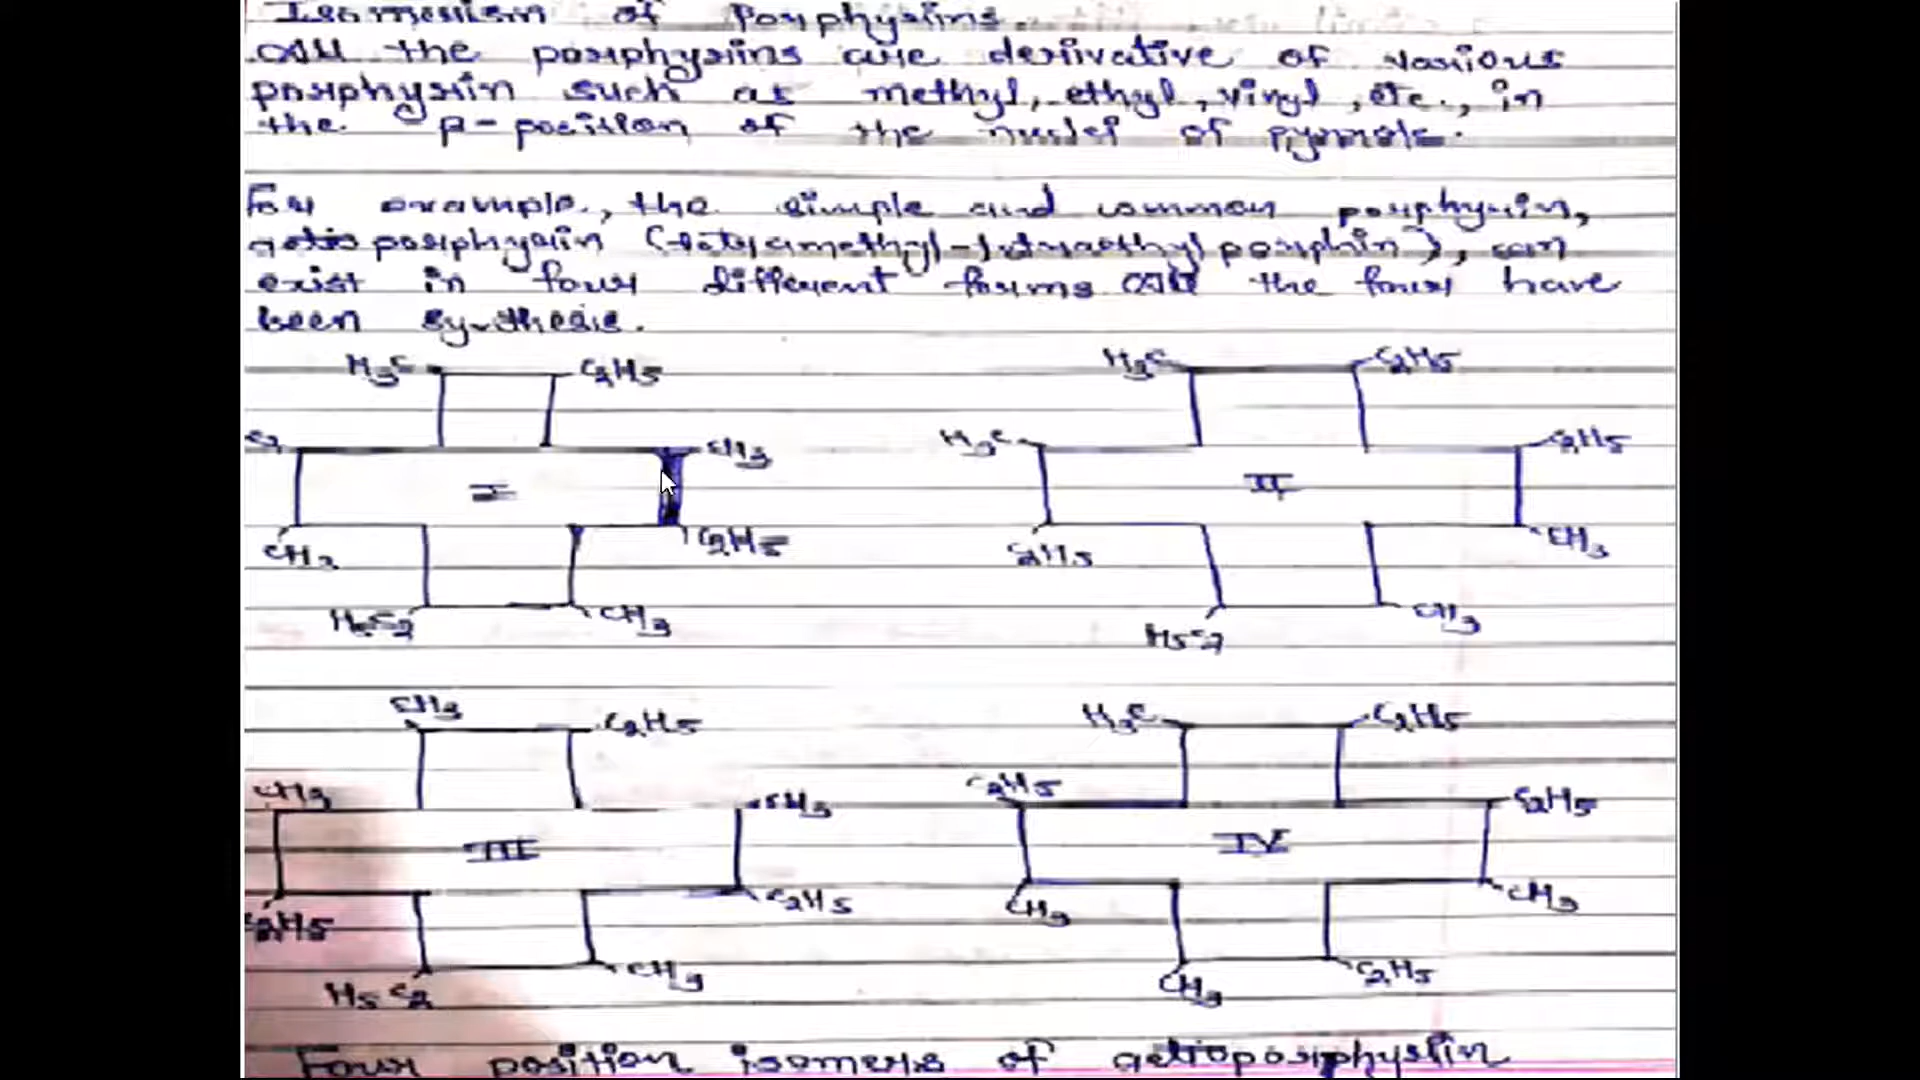 Isomerism of Porphyrins.
All the porphyrins are derivative of various
porphyrin such as methyl, ethyl, vinyl, etc., in
the β-position of the nuclei of pyrrole.
For example, the simple and common porphyrin,
aetio porphyrin can
exist in four different forms All the four have
been synthesis.
H3C C2H5 H3C C2H5
C2 CH3 H3C C2H5
I II
CH3 C2H5 C2H5 CH3
H5C2 CH3 H5C2 CH3
CH3 C2H5 H3C C2H5
CH3 CH3 C2H5 C2H5
III IV
C2H5 C2H5 CH3 CH3
H5C2 CH3 CH3 C2H5
Four position isomers of aetioporphyrin